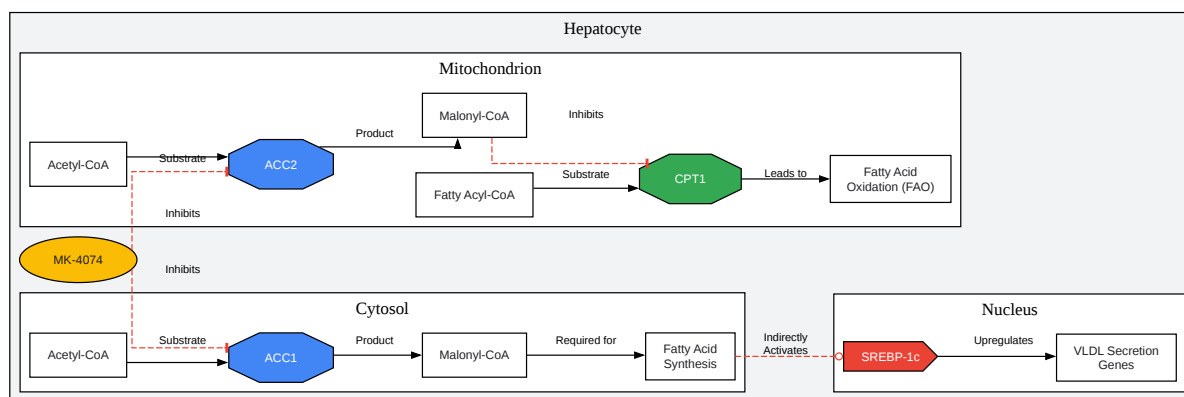 Hepatocyte
Mitochondrion
Malonyl-CoA
Inhibits
Product
Acetyl-CoA
Substrate
ACC2
Fatty Acyl-CoA
Substrate
CPT1
Leads to
Fatty Acid
Oxidation (FAO)
Inhibits
MK-4074
Inhibits
Cytosol
Acetyl-CoA
Substrate
ACC1
Product
Malonyl-CoA
Required for
Fatty Acid
Synthesis
Indirectly
Activates
Nucleus
SREBP-1c
Upregulates
VLDL Secretion
Genes